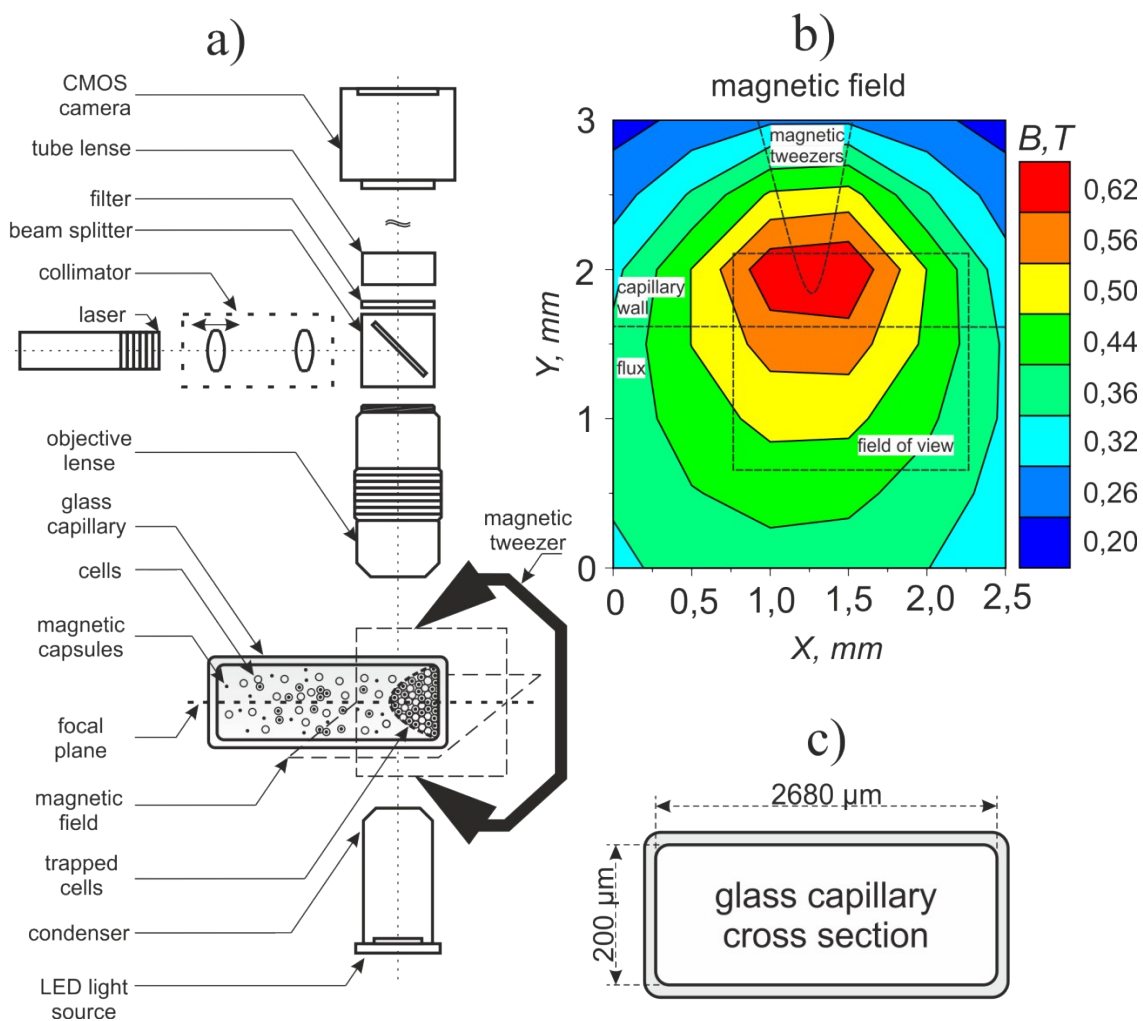 a)
CMOS
camera
tube lense
filter
beam splitter
collimator
laser
objective
lense
glass
capillary
cells
magnetic
capsules
focal
plane
magnetic
field
trapped
cells
condenser
LED light
source
magnetic
tweezer
b)
magnetic field
B,T
magnetic
tweezers
capillary
wall
flux
field of view
3
2
1
0
Y, mm
0
0,5
1,0
1,5
2,0
2,5
X, mm
0,62
0,56
0,50
0,44
0,36
0,32
0,26
0,20
c)
2680 µm
200 µm
glass capillary
cross section